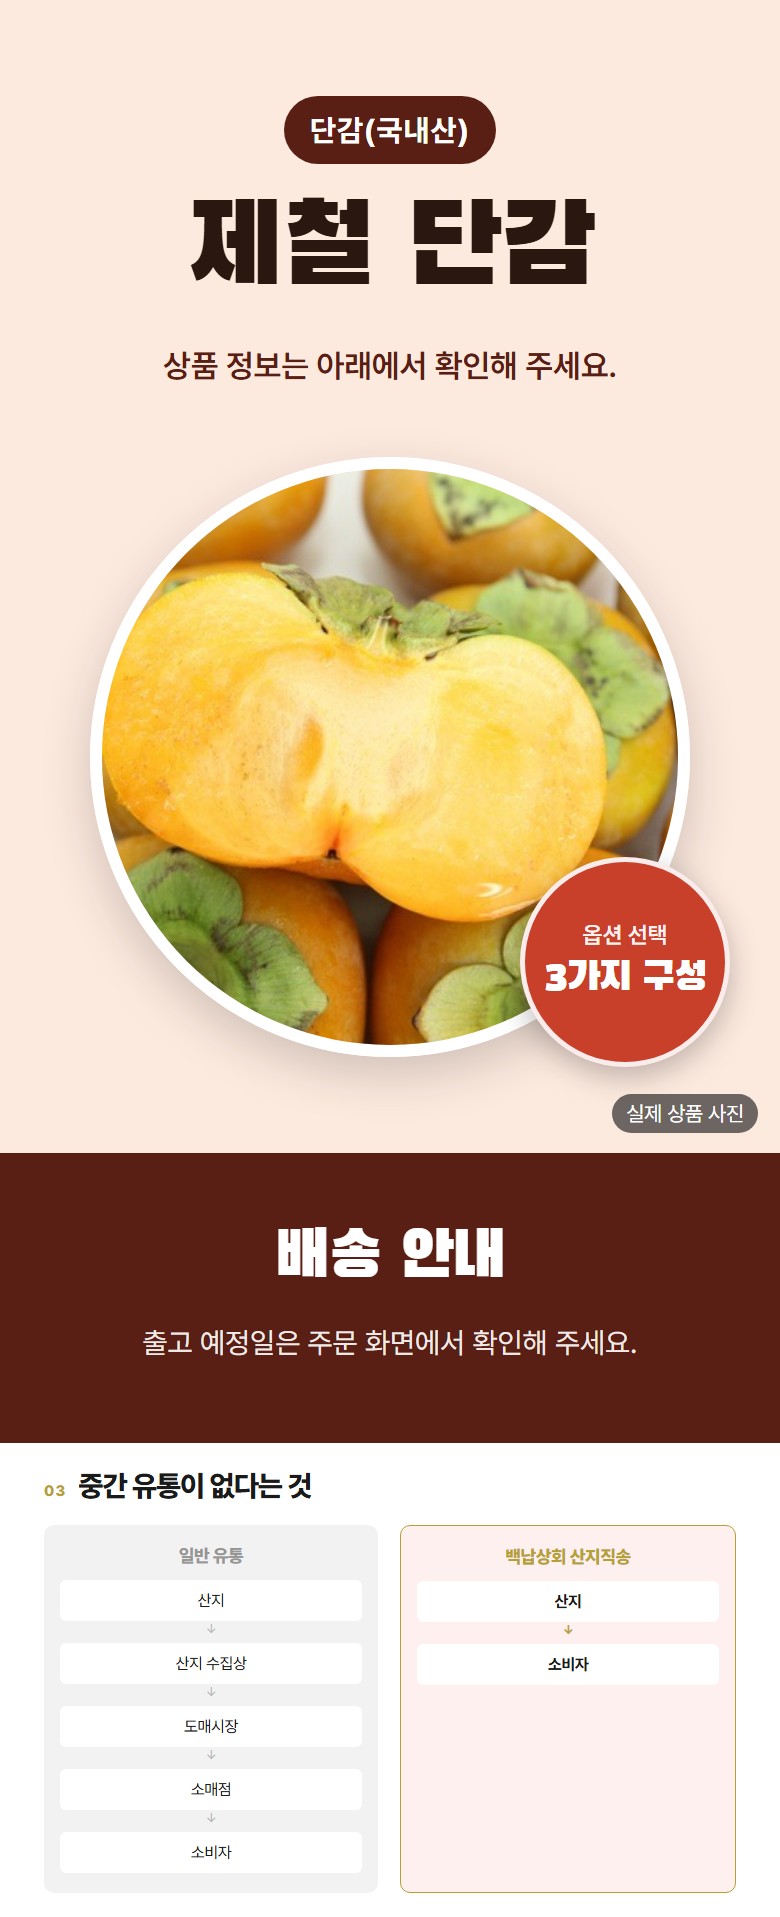 단감(국내산)
제철 단감
상품 정보는 아래에서 확인해 주세요.
옵션 선택
3가지 구성
실제 상품 사진
배송 안내
출고 예정일은 주문 화면에서 확인해 주세요.
03 중간 유통이 없다는 것
일반 유통
산지
↓
산지 수집상
↓
도매시장
↓
소매점
↓
소비자
백납상회 산지직송
산지
↓
소비자